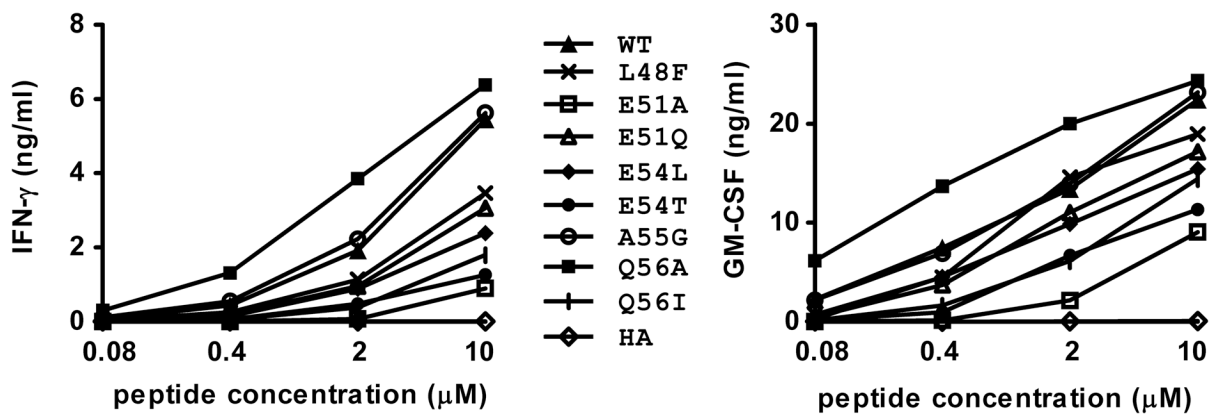 IFN-γ (ng/ml)
8
6
4
2
0
0.08 0.4 2 10
peptide concentration (μM)
WT
L48F
E51A
E51Q
E54L
E54T
A55G
Q56A
Q56I
HA
GM-CSF (ng/ml)
30
20
10
0
0.08 0.4 2 10
peptide concentration (μM)